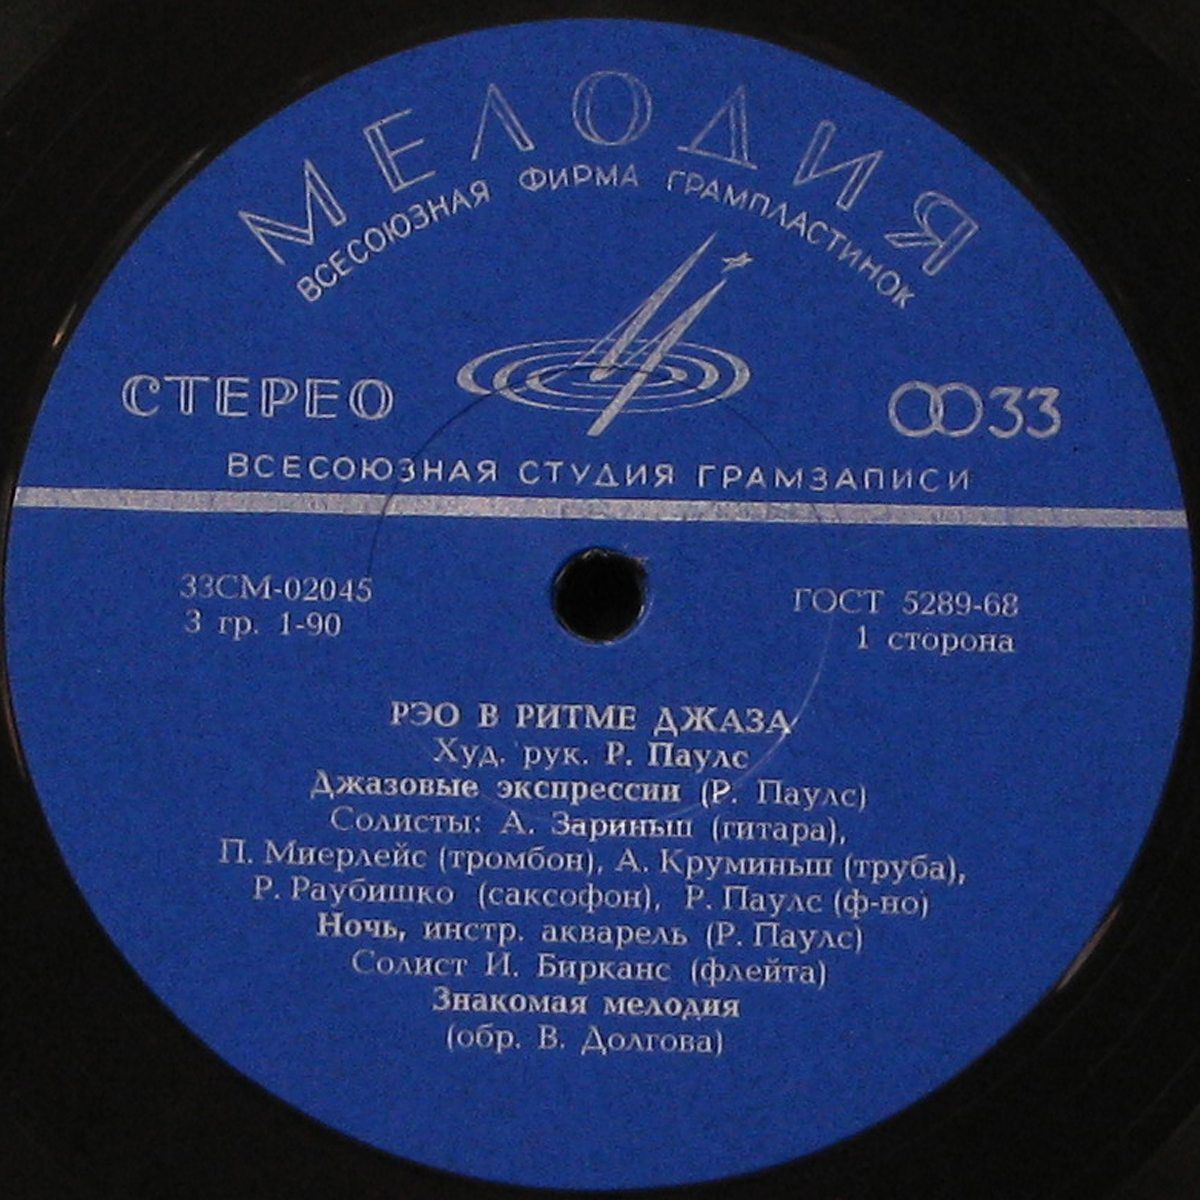 МЕЛОДИЯ
ВСЕСОЮЗНАЯ ФИРМА ГРАМПЛАСТИНОК
СТЕРЕО
33
ВСЕСОЮЗНАЯ СТУДИЯ ГРАМЗАПИСИ
33СМ-02045
ГОСТ 5289-68
3 гр. 1-90
1 сторона
РЭО В РИТМЕ ДЖАЗА
Худ. рук. Р. Паулс
Джазовые экспрессии (Р. Паулс)
Солисты: А. Зариньш (гитара),
П. Миерлейс (тромбон), А. Круминьш (труба),
Р. Раубишко (саксофон), Р. Паулс (ф-но)
Ночь, инстр. акварель (Р. Паулс)
Солист И. Бирканс (флейта)
Знакомая мелодия
(обр. В. Долгова)